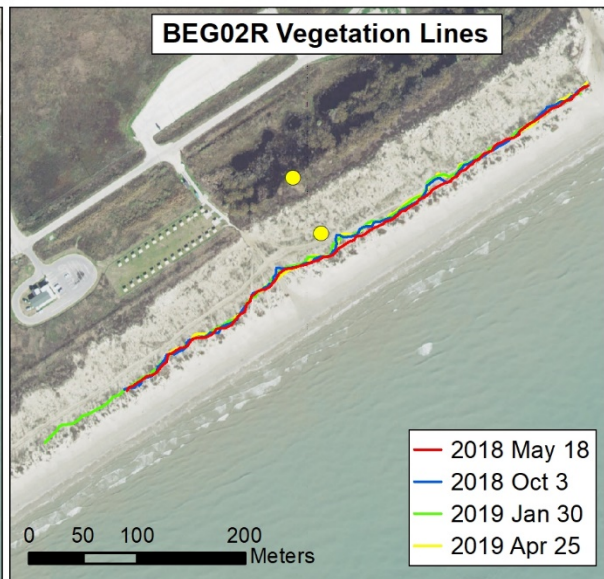 BEG02R Vegetation Lines
2018 May 18
2018 Oct 3
2019 Jan 30
2019 Apr 25
0 50 100 200
Meters